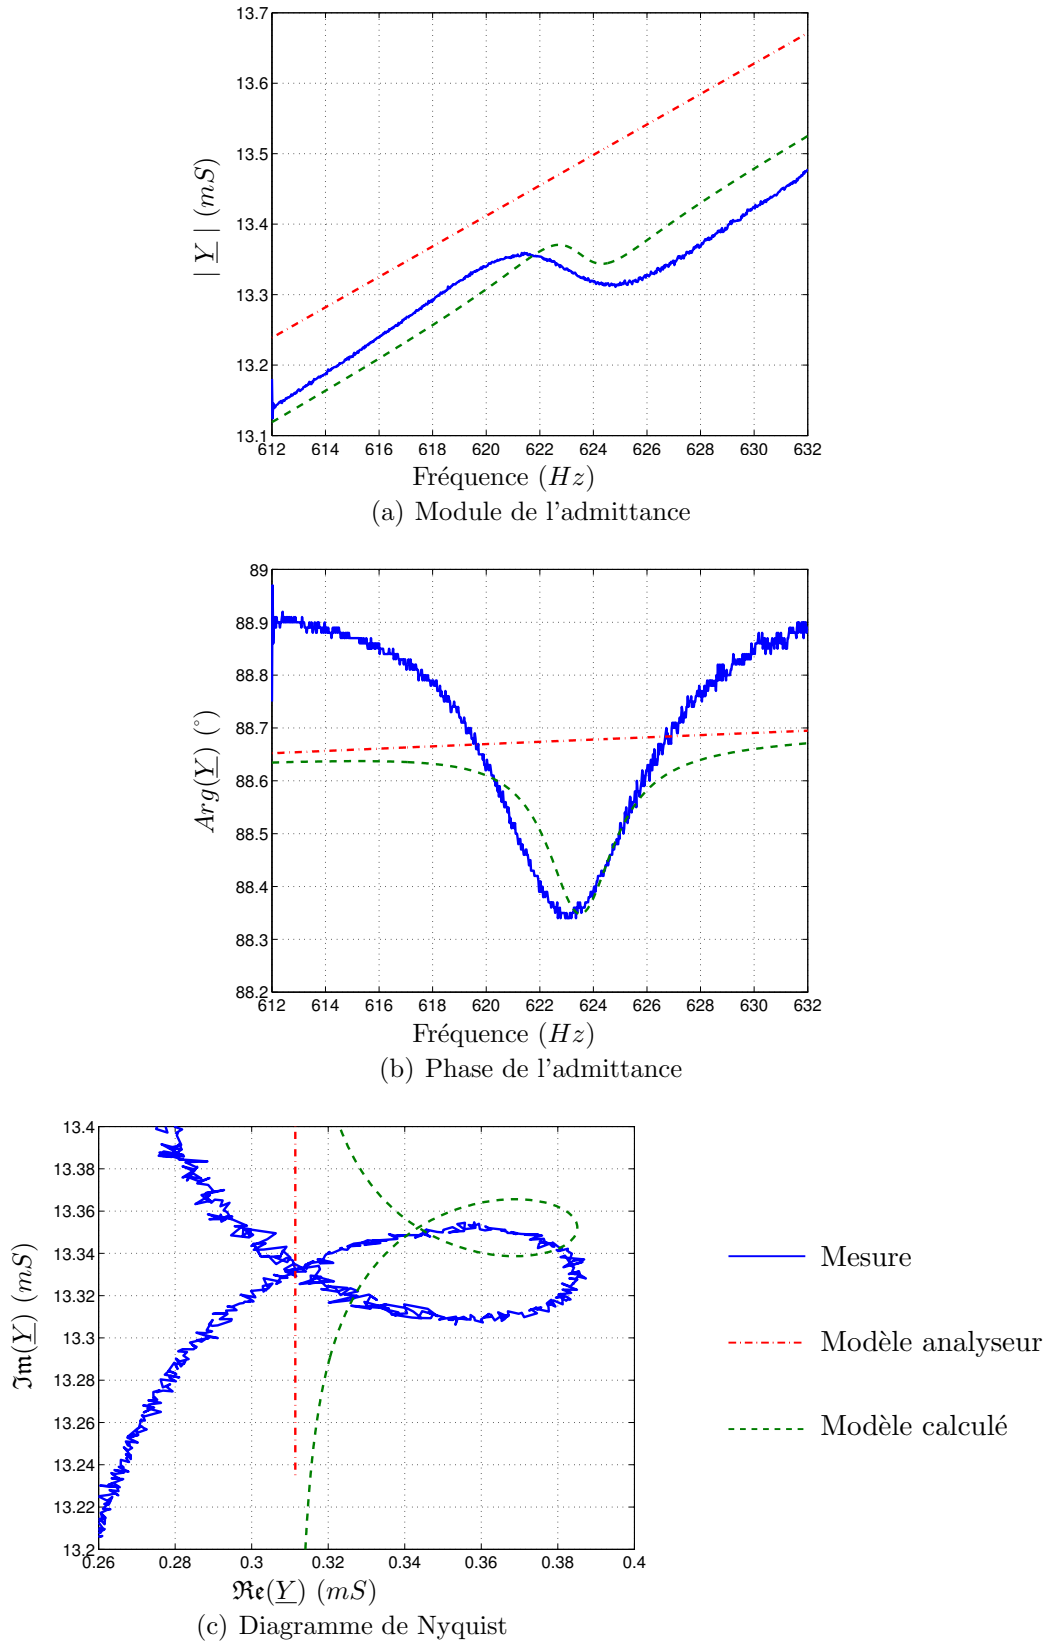 13.7
13.6
13.5
13.4
13.3
13.2
13.1
| Y | (mS)
612 614 616 618 620 622 624 626 628 630 632
Fréquence (Hz)
(a) Module de l'admittance
89
88.9
88.8
88.7
88.6
88.5
88.4
88.3
88.2
Arg(Y) (°)
612 614 616 618 620 622 624 626 628 630 632
Fréquence (Hz)
(b) Phase de l'admittance
13.4
13.38
13.36
13.34
13.32
13.3
13.28
13.26
13.24
13.22
13.2
ℑm(Y) (mS)
0.26 0.28 0.3 0.32 0.34 0.36 0.38 0.4
ℜe(Y) (mS)
(c) Diagramme de Nyquist
Mesure
Modèle analyseur
Modèle calculé